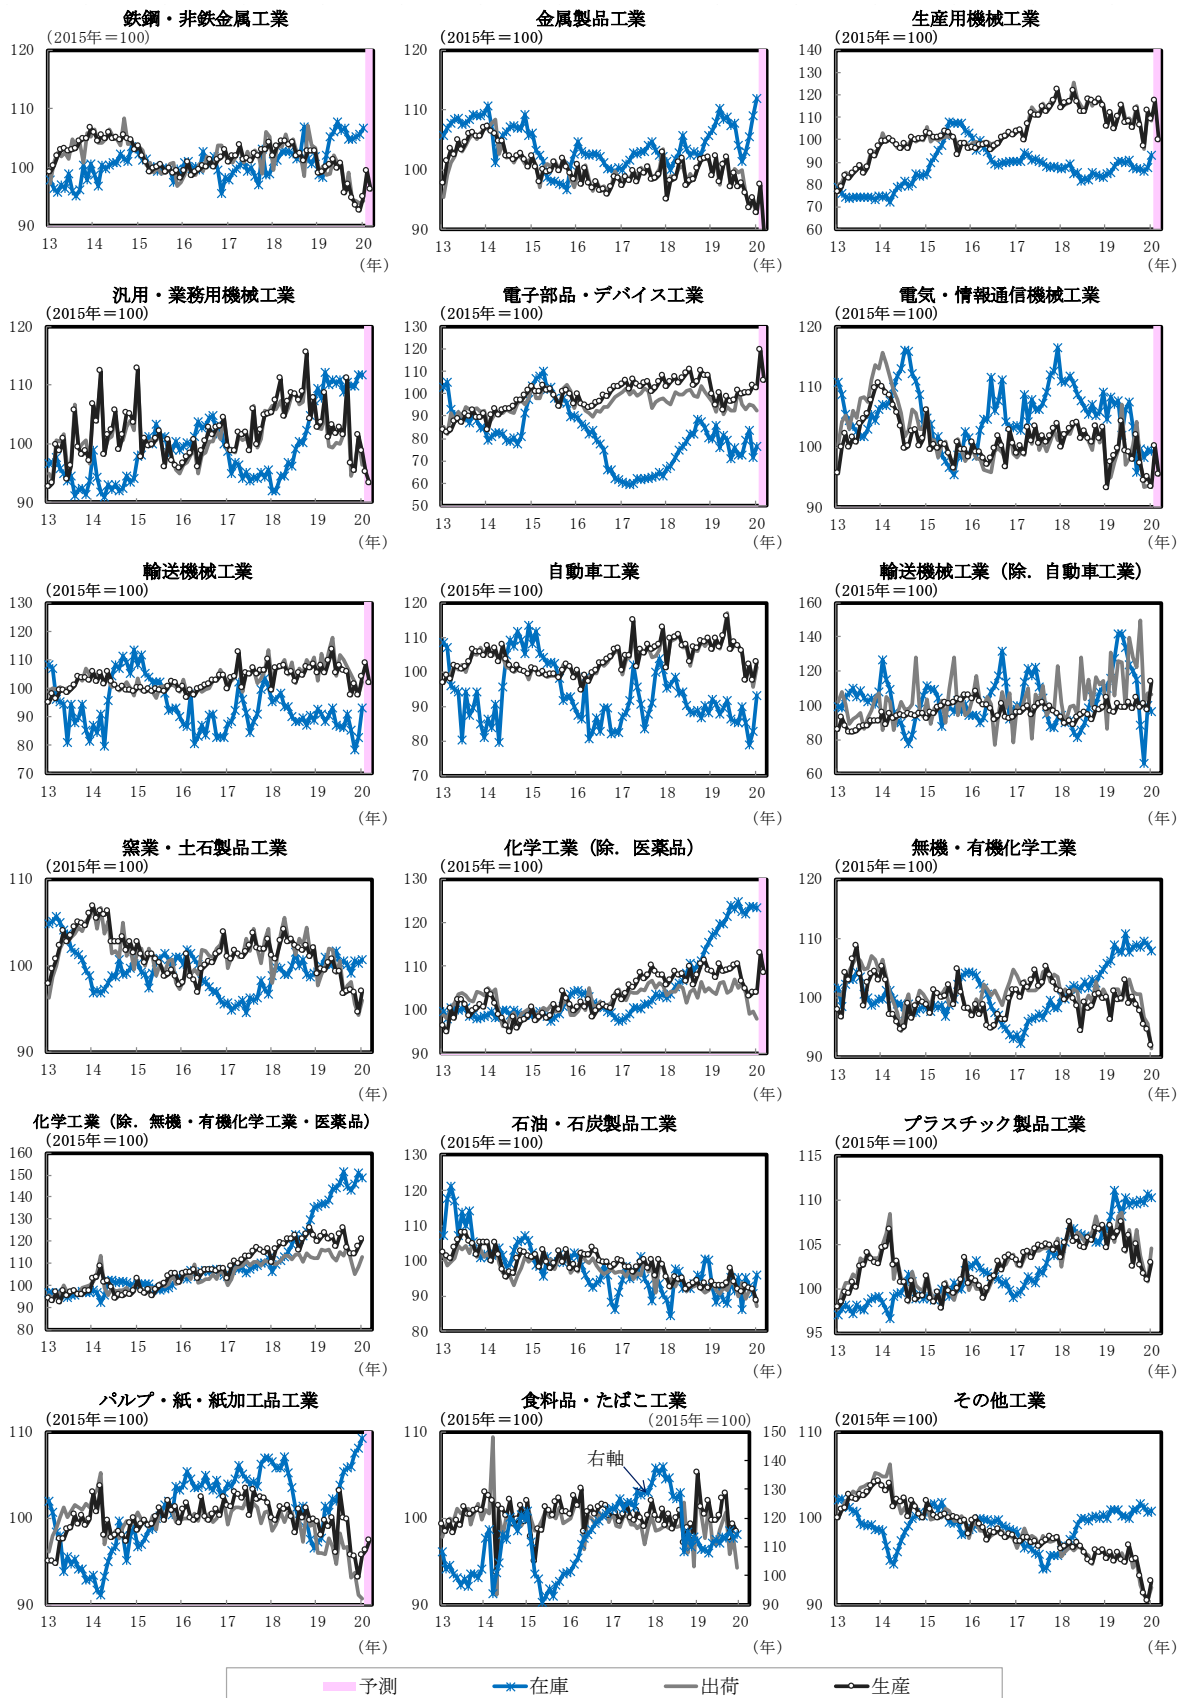 鉄鋼・非鉄金属工業
(2015年=100)
120
110
100
90
13 14 15 16 17 18 19 20
(年)
金属製品工業
(2015年=100)
120
110
100
90
13 14 15 16 17 18 19 20
(年)
生産用機械工業
(2015年=100)
140
130
120
110
100
90
80
70
60
13 14 15 16 17 18 19 20
(年)
汎用・業務用機械工業
(2015年=100)
120
110
100
90
13 14 15 16 17 18 19 20
(年)
電子部品・デバイス工業
(2015年=100)
130
120
110
100
90
80
70
60
50
13 14 15 16 17 18 19 20
(年)
電気・情報通信機械工業
(2015年=100)
120
110
100
90
13 14 15 16 17 18 19 20
(年)
輸送機械工業
(2015年=100)
130
120
110
100
90
80
70
13 14 15 16 17 18 19 20
(年)
自動車工業
(2015年=100)
120
110
100
90
80
70
13 14 15 16 17 18 19 20
(年)
輸送機械工業（除．自動車工業）
(2015年=100)
160
140
120
100
80
60
13 14 15 16 17 18 19 20
(年)
窯業・土石製品工業
(2015年=100)
110
100
90
13 14 15 16 17 18 19 20
(年)
化学工業（除．医薬品）
(2015年=100)
130
120
110
100
90
13 14 15 16 17 18 19 20
(年)
無機・有機化学工業
(2015年=100)
120
110
100
90
13 14 15 16 17 18 19 20
(年)
化学工業（除．無機・有機化学工業・医薬品）
(2015年=100)
160
150
140
130
120
110
100
90
80
13 14 15 16 17 18 19 20
(年)
石油・石炭製品工業
(2015年=100)
130
120
110
100
90
80
13 14 15 16 17 18 19 20
(年)
プラスチック製品工業
(2015年=100)
115
110
105
100
95
13 14 15 16 17 18 19 20
(年)
パルプ・紙・紙加工品工業
(2015年=100)
110
100
90
13 14 15 16 17 18 19 20
(年)
食料品・たばこ工業
(2015年=100) (2015年=100)
右軸
110
100
90
150
140
130
120
110
100
90
13 14 15 16 17 18 19 20
(年)
その他工業
(2015年=100)
110
100
90
13 14 15 16 17 18 19 20
(年)
予測 在庫 出荷 生産